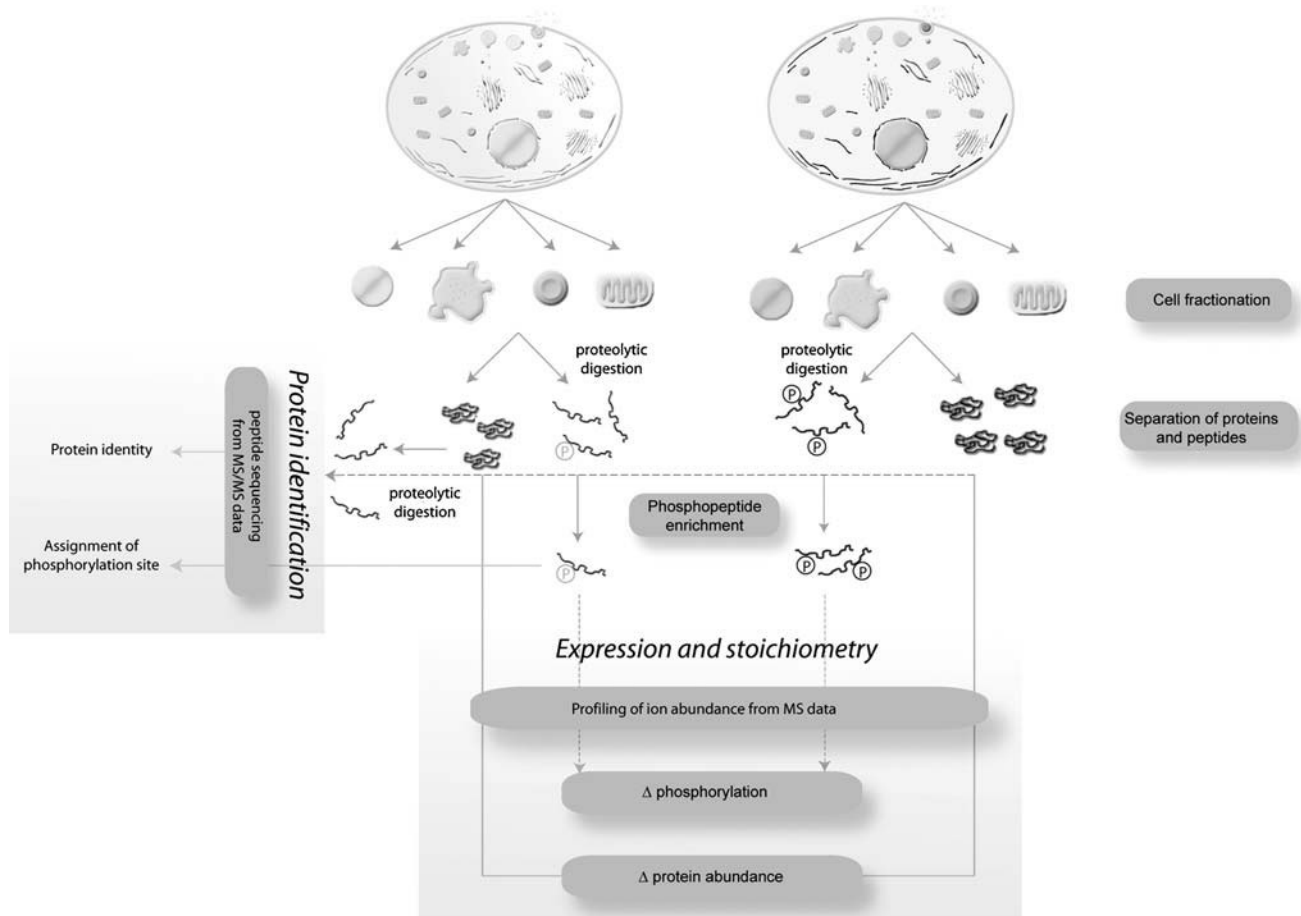 Cell fractionation
proteolytic
digestion
proteolytic
digestion
Protein identification
peptide sequencing
from MS/MS data
Separation of proteins
and peptides
Protein identity
P
P
P
proteolytic
digestion
Phosphopeptide
enrichment
Assignment of
phosphorylation site
P
P
P
Expression and stoichiometry
Profiling of ion abundance from MS data
Δ phosphorylation
Δ protein abundance